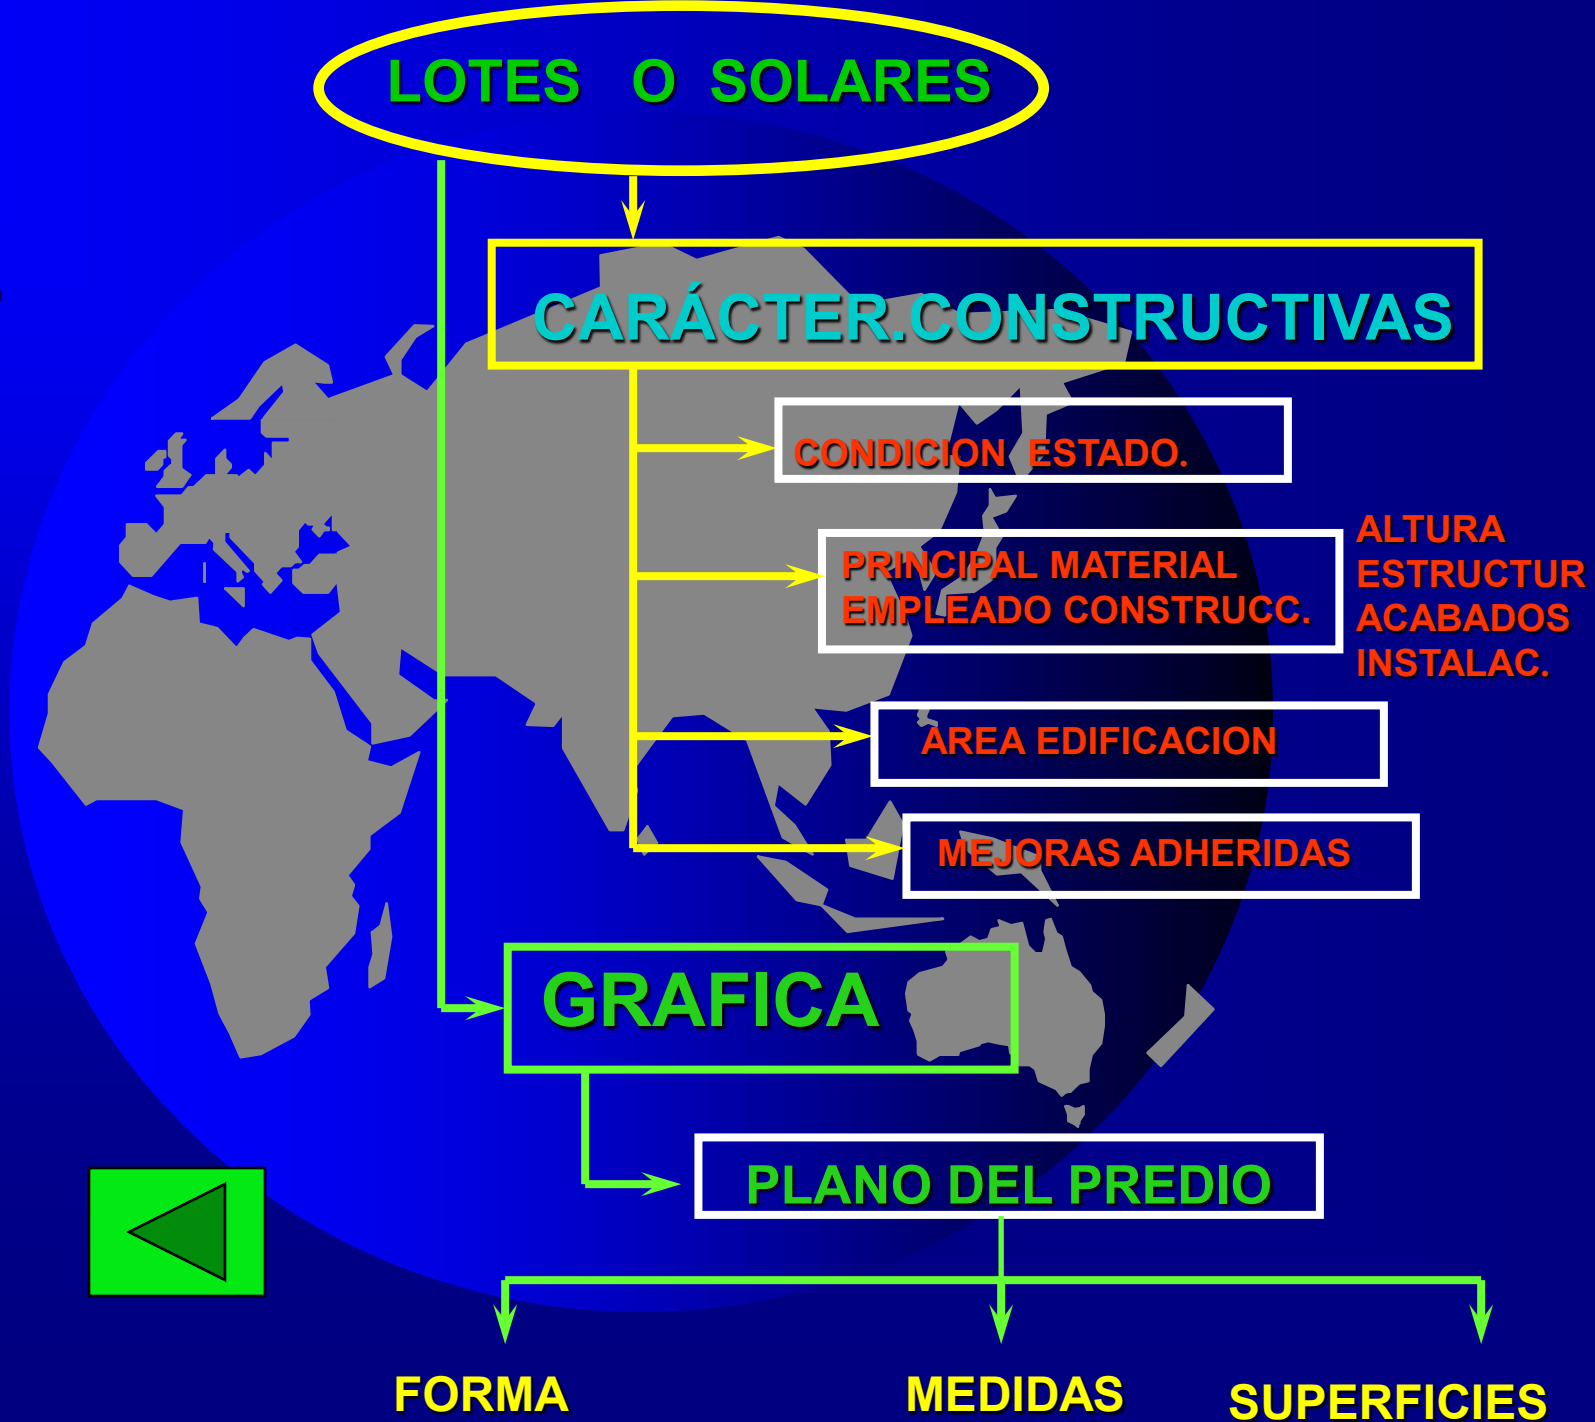 LOTES O SOLARES
CARÁCTER.CONSTRUCTIVAS
CONDICION ESTADO.
PRINCIPAL MATERIAL
EMPLEADO CONSTRUCC.
ALTURA
ESTRUCTUR
ACABADOS
INSTALAC.
AREA EDIFICACION
MEJORAS ADHERIDAS
GRAFICA
PLANO DEL PREDIO
FORMA
MEDIDAS
SUPERFICIES